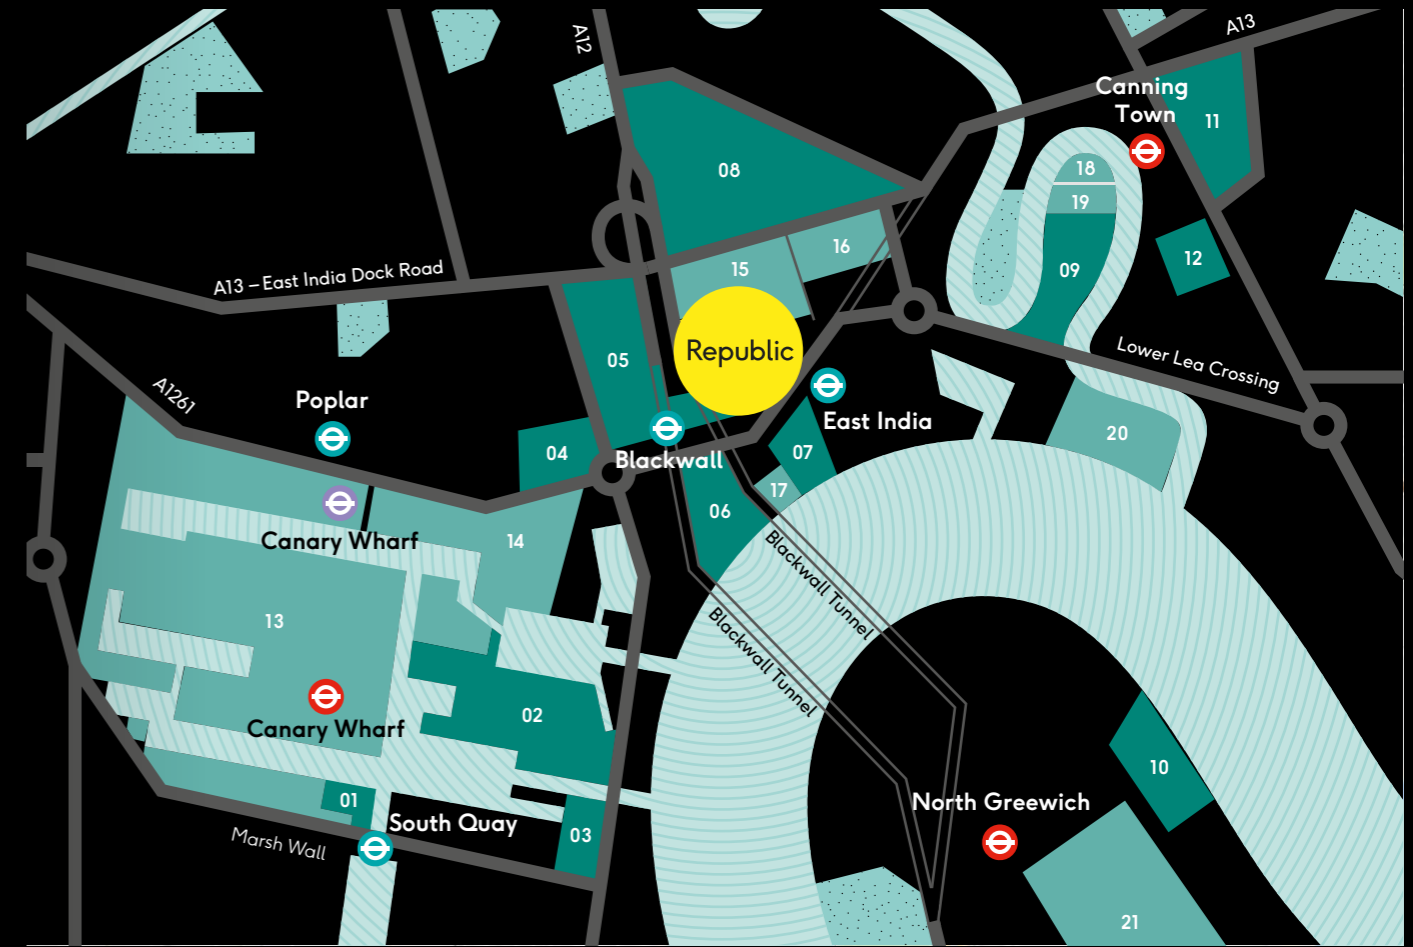 A12
A13
Canning
Town
11
08
18
19
16
15
09
12
A13 – East India Dock Road
05
Republic
Lower Lea Crossing
A1261
Poplar
East India
20
04
Blackwall
07
17
06
Canary Wharf
14
Blackwall Tunnel
13
Blackwall Tunnel
02
Canary Wharf
10
01
North Greewich
South Quay
03
Marsh Wall
21